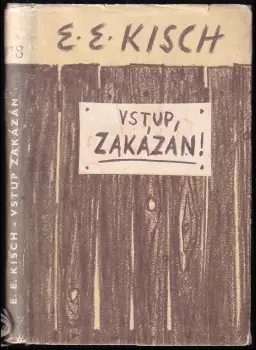 E. E. KISCH
VSTUP
ZAKÁZÁN!
E. E. KISCH - VSTUP ZAKÁZÁN
18